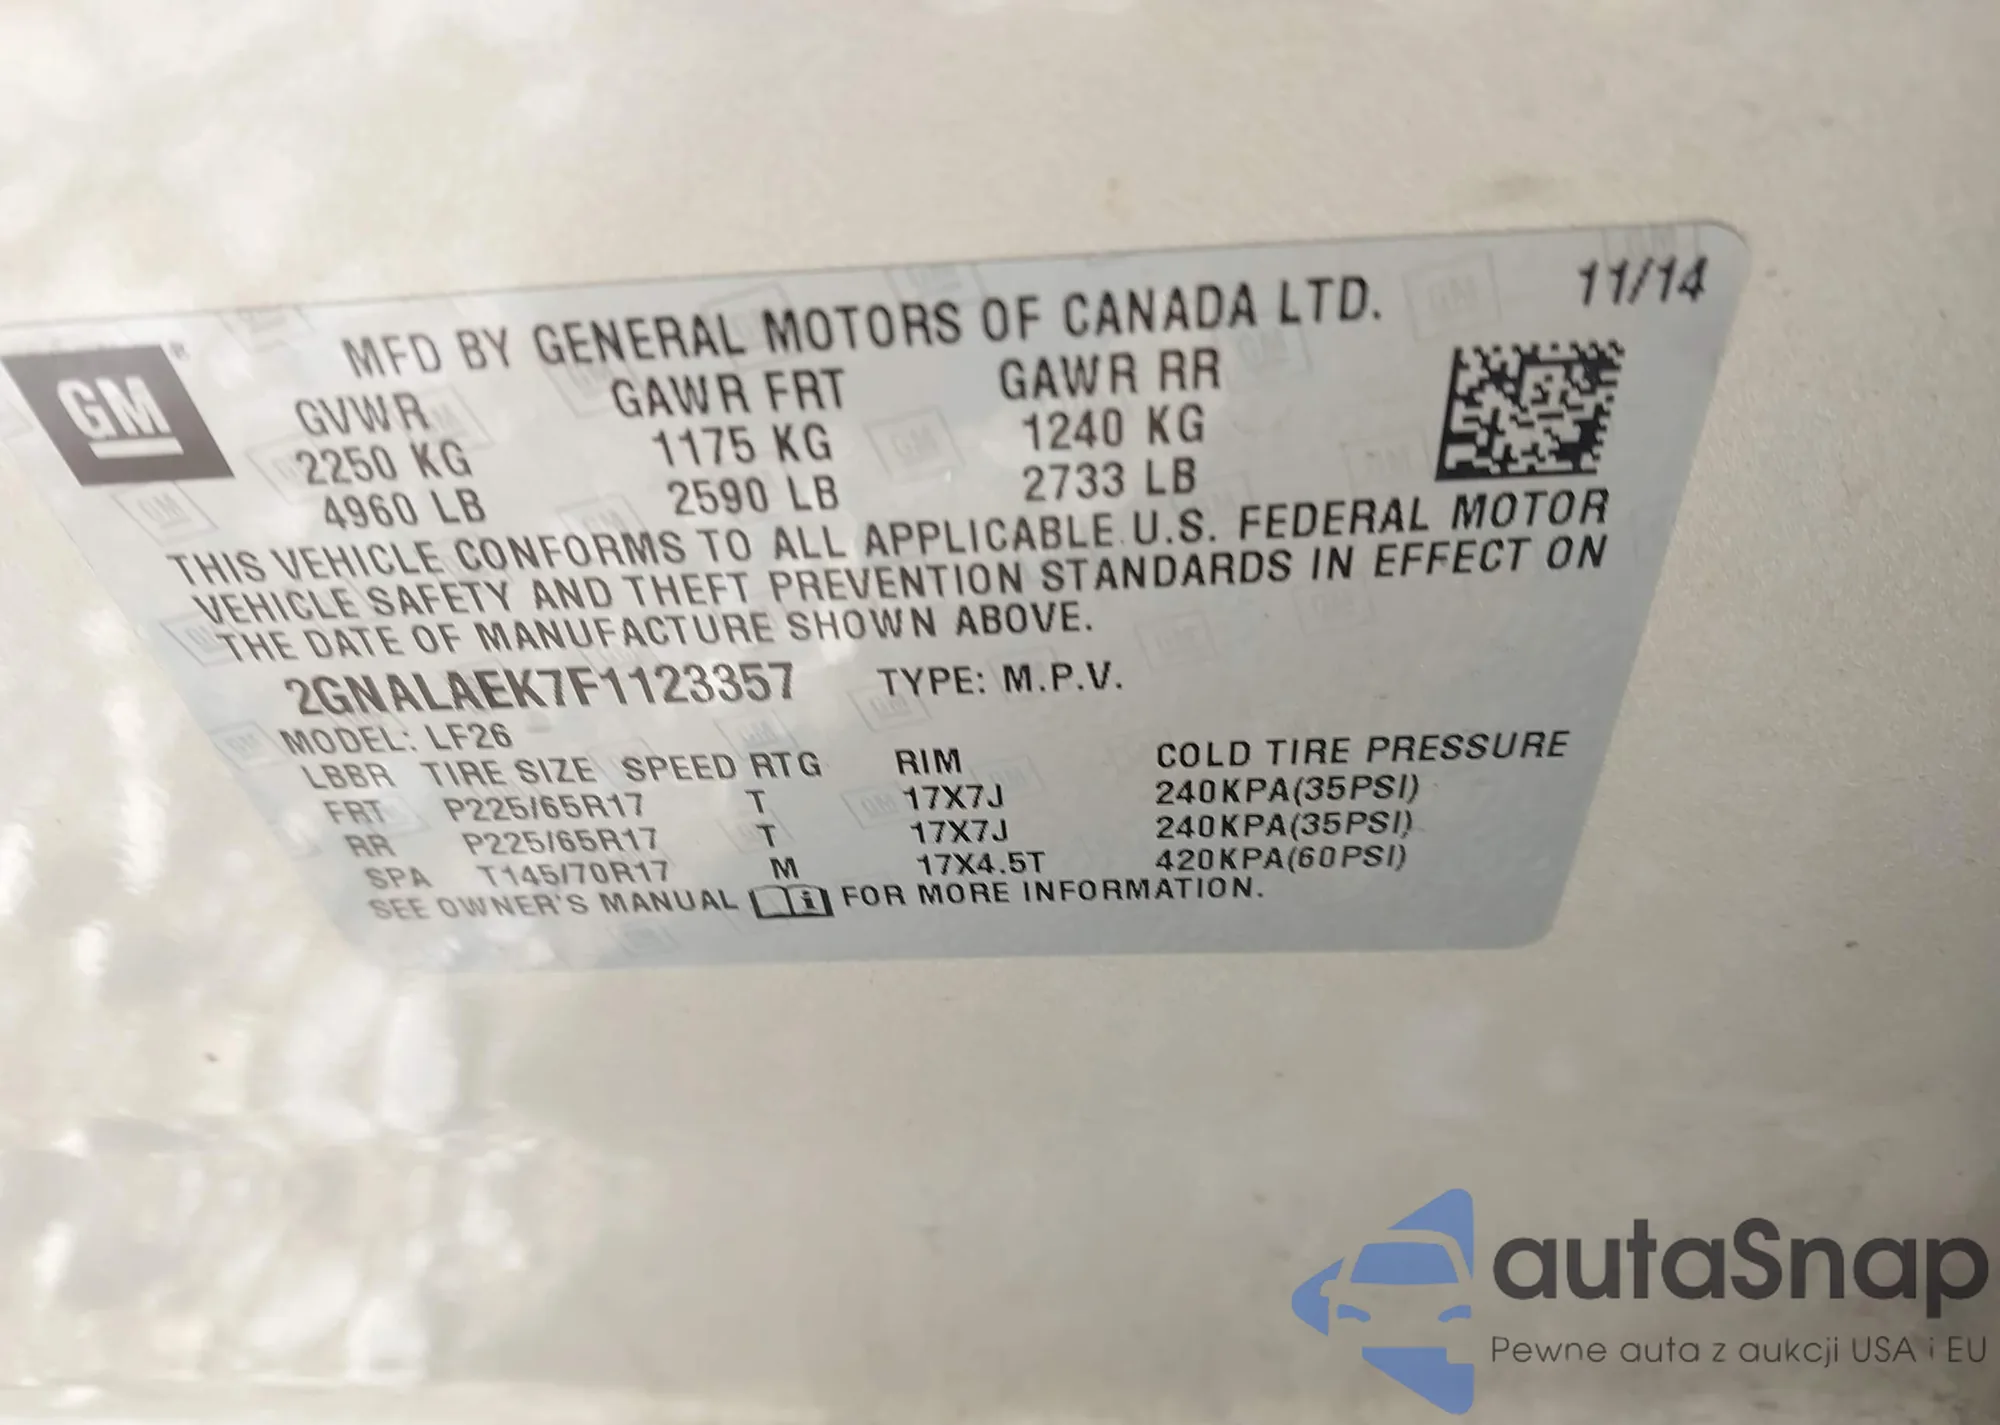 MFD BY GENERAL MOTORS OF CANADA LTD. 11/14
GM
GVWR GAWR FRT GAWR RR
2250 KG 1175 KG 1240 KG
4960 LB 2590 LB 2733 LB
THIS VEHICLE CONFORMS TO ALL APPLICABLE U.S. FEDERAL MOTOR
VEHICLE SAFETY AND THEFT PREVENTION STANDARDS IN EFFECT ON
THE DATE OF MANUFACTURE SHOWN ABOVE.
2GNALAEK7F1123357 TYPE: M.P.V.
MODEL: LF26
LBBR TIRE SIZE SPEED RTG RIM COLD TIRE PRESSURE
FRT P225/65R17 T 17X7J 240KPA(35PSI)
RR P225/65R17 T 17X7J 240KPA(35PSI)
SPA T145/70R17 M 17X4.5T 420KPA(60PSI)
SEE OWNER'S MANUAL i FOR MORE INFORMATION.
autaSnap
Pewne auta z aukcji USA i EU